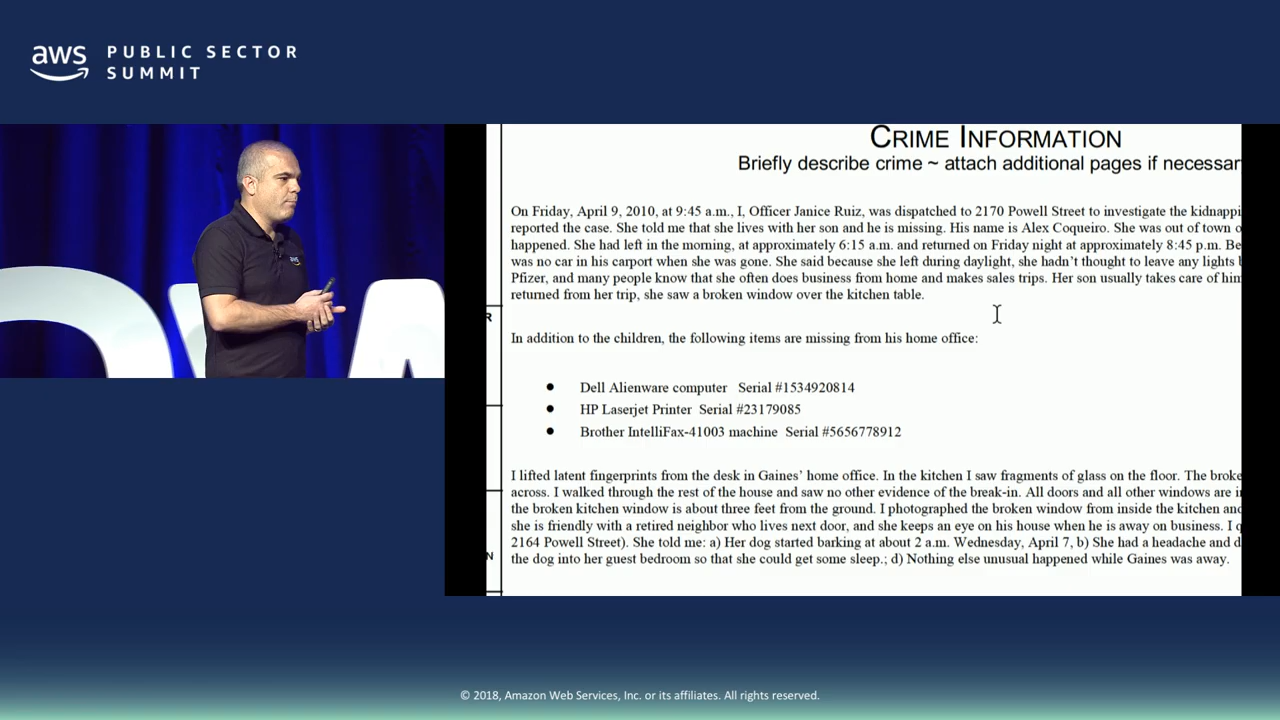 aws PUBLIC SECTOR
SUMMIT
CRIME INFORMATION
Briefly describe crime ~ attach additional pages if necessar
On Friday, April 9, 2010, at 9:45 a.m., I, Officer Janice Ruiz, was dispatched to 2170 Powell Street to investigate the kidnappi
reported the case. She told me that she lives with her son and he is missing. His name is Alex Coqueiro. She was out of town o
happened. She had left in the morning, at approximately 6:15 a.m. and returned on Friday night at approximately 8:45 p.m. Be
was no car in his carport when she was gone. She said because she left during daylight, she hadn't thought to leave any lights
Pfizer, and many people know that she often does business from home and makes sales trips. Her son usually takes care of him
returned from her trip, she saw a broken window over the kitchen table.
R
In addition to the children, the following items are missing from his home office:
● Dell Alienware computer Serial #1534920814
● HP Laserjet Printer Serial #23179085
● Brother IntelliFax-41003 machine Serial #5656778912
I lifted latent fingerprints from the desk in Gaines' home office. In the kitchen I saw fragments of glass on the floor. The broke
across. I walked through the rest of the house and saw no other evidence of the break-in. All doors and all other windows are i
the broken kitchen window is about three feet from the ground. I photographed the broken window from inside the kitchen and
she is friendly with a retired neighbor who lives next door, and she keeps an eye on his house when he is away on business. I q
2164 Powell Street). She told me: a) Her dog started barking at about 2 a.m. Wednesday, April 7, b) She had a headache and d
N
the dog into her guest bedroom so that she could get some sleep.; d) Nothing else unusual happened while Gaines was away.
aws
© 2018, Amazon Web Services, Inc. or its affiliates. All rights reserved.